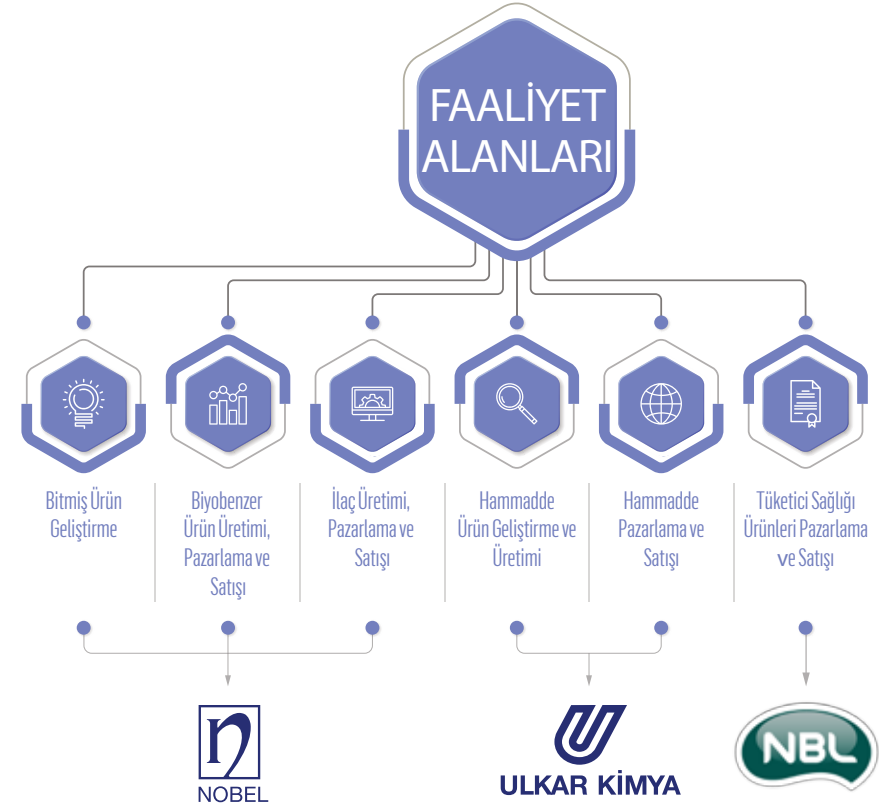 FAALİYET
ALANLARI
Bitmiş Ürün
Geliştirme
Biyobenzer
Ürün Üretimi,
Pazarlama ve
Satışı
İlaç Üretimi,
Pazarlama ve
Satışı
Hammadde
Ürün Geliştirme ve
Üretimi
Hammadde
Pazarlama ve
Satışı
Tüketici Sağlığı
Ürünleri Pazarlama
ve Satışı
n
NOBEL
ULKAR KİMYA
NBL